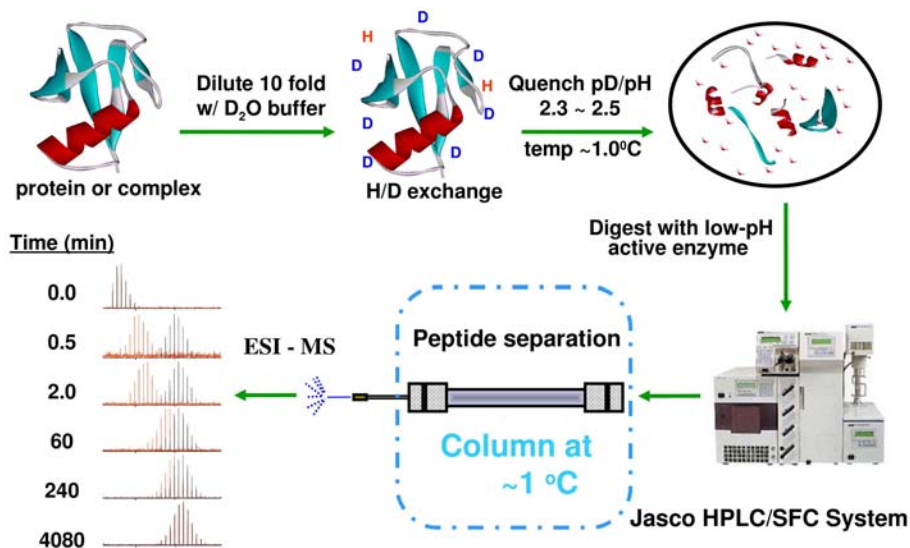 Dilute 10 fold
w/ D₂O buffer
protein or complex
D
H
D
D
H
D
D
D
D
H/D exchange
Quench pD/pH
2.3 ~ 2.5
temp ~1.0⁰C
Digest with low-pH
active enzyme
Jasco HPLC/SFC System
Peptide separation
Column at
~1 ⁰C
ESI - MS
Time (min)
0.0
0.5
2.0
60
240
4080